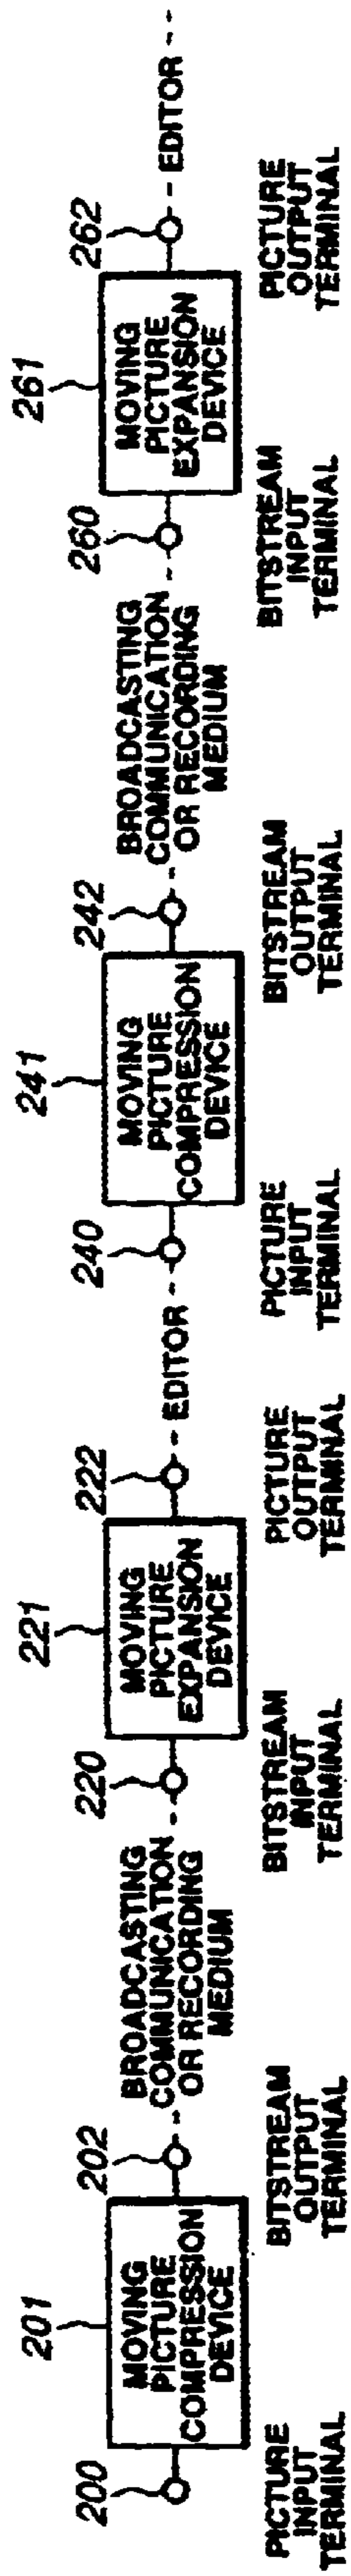 200
PICTURE
INPUT
TERMINAL
201
MOVING
PICTURE
COMPRESSION
DEVICE
202
BITSTREAM
OUTPUT
TERMINAL
BROADCASTING
COMMUNICATION
OR RECORDING
MEDIUM
220
BITSTREAM
INPUT
TERMINAL
221
MOVING
PICTURE
EXPANSION
DEVICE
222
PICTURE
OUTPUT
TERMINAL
EDITOR
240
PICTURE
INPUT
TERMINAL
241
MOVING
PICTURE
COMPRESSION
DEVICE
242
BITSTREAM
OUTPUT
TERMINAL
BROADCASTING
COMMUNICATION
OR RECORDING
MEDIUM
260
BITSTREAM
INPUT
TERMINAL
261
MOVING
PICTURE
EXPANSION
DEVICE
262
PICTURE
OUTPUT
TERMINAL
EDITOR